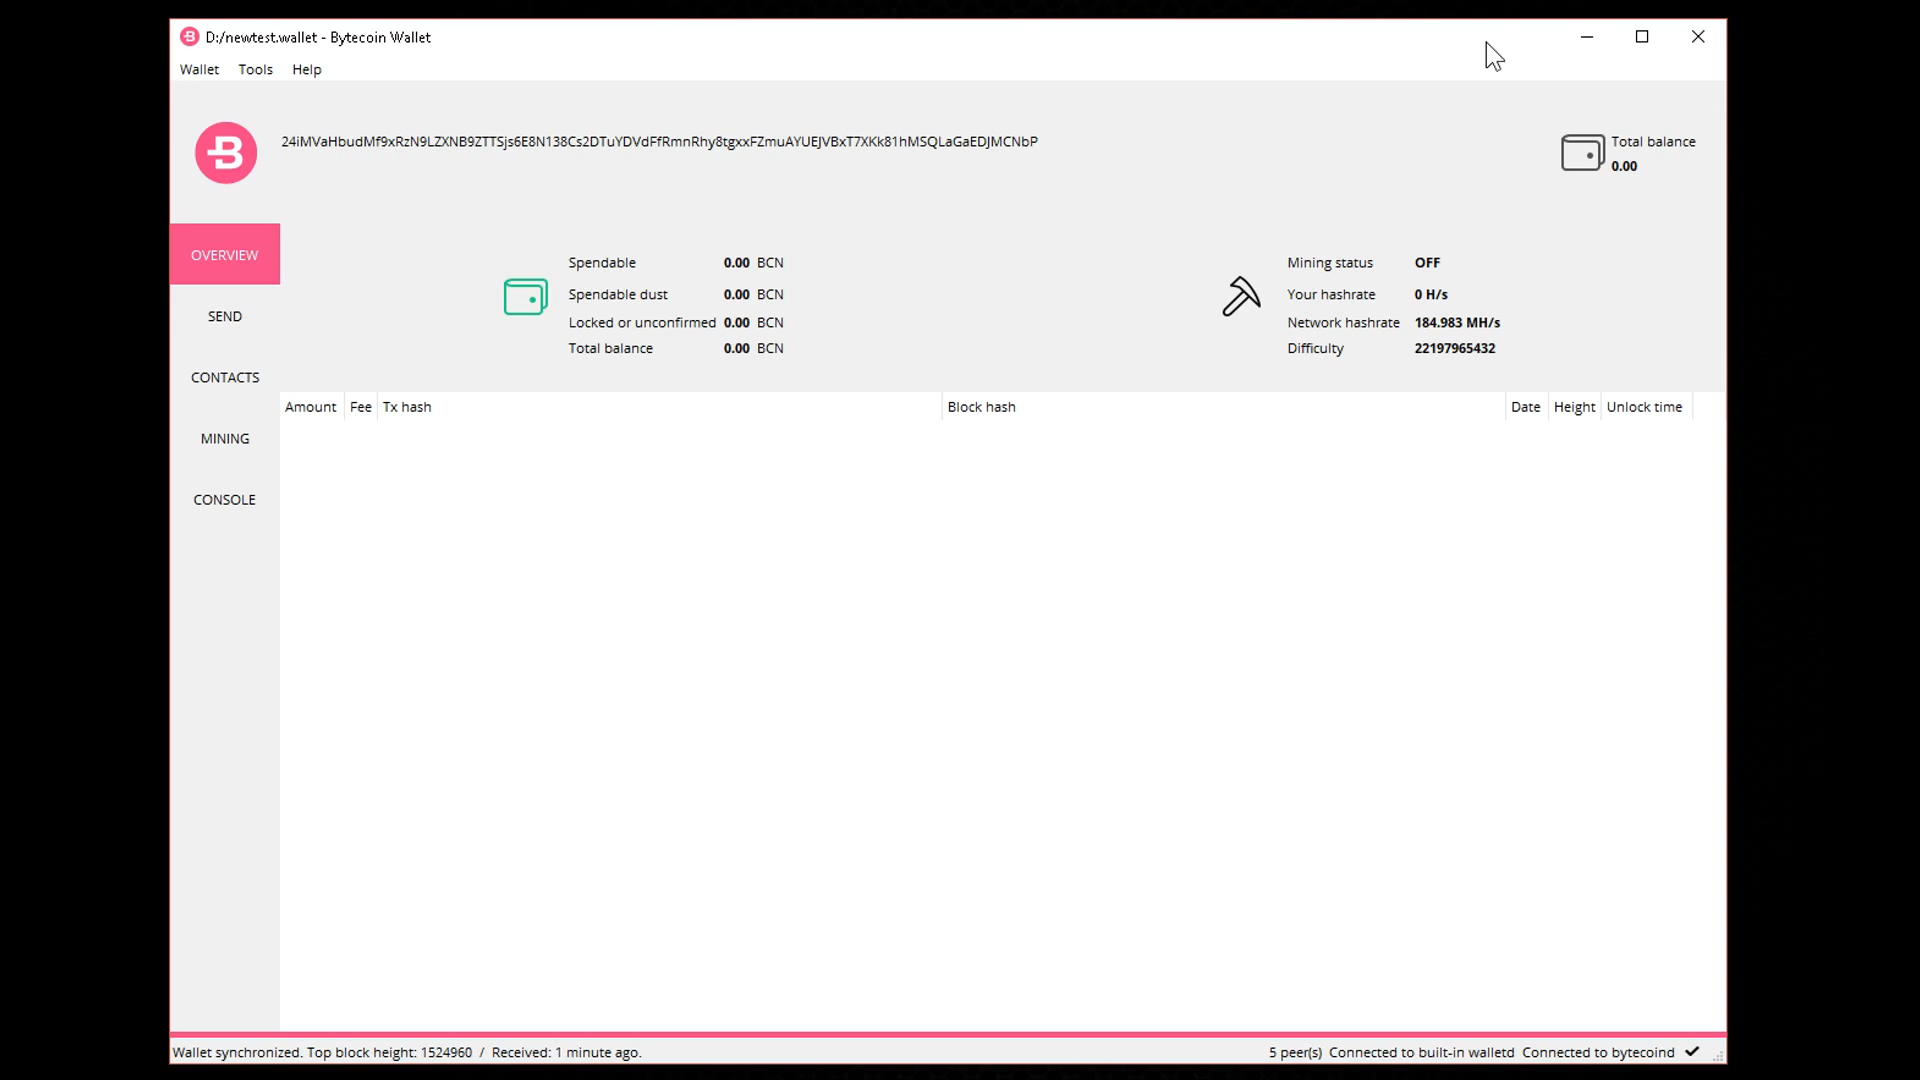 D:/newtest.wallet - Bytecoin Wallet
Wallet Tools Help
24iMVaHbudMf9xRzN9LZXNB9ZTTSjs6E8N138Cs2DTuYDVdFfRmnRhy8tgxxFZmuAYUEJVBxT7XKk81hMSQLaGaEDJMCNbP
Total balance
0.00
OVERVIEW
SEND
CONTACTS
MINING
CONSOLE
Spendable 0.00 BCN
Spendable dust 0.00 BCN
Locked or unconfirmed 0.00 BCN
Total balance 0.00 BCN
Mining status OFF
Your hashrate 0 H/s
Network hashrate 184.983 MH/s
Difficulty 22197965432
Amount Fee Tx hash Block hash Date Height Unlock time
Wallet synchronized. Top block height: 1524960 / Received: 1 minute ago.
5 peer(s) Connected to built-in walletd Connected to bytecoind